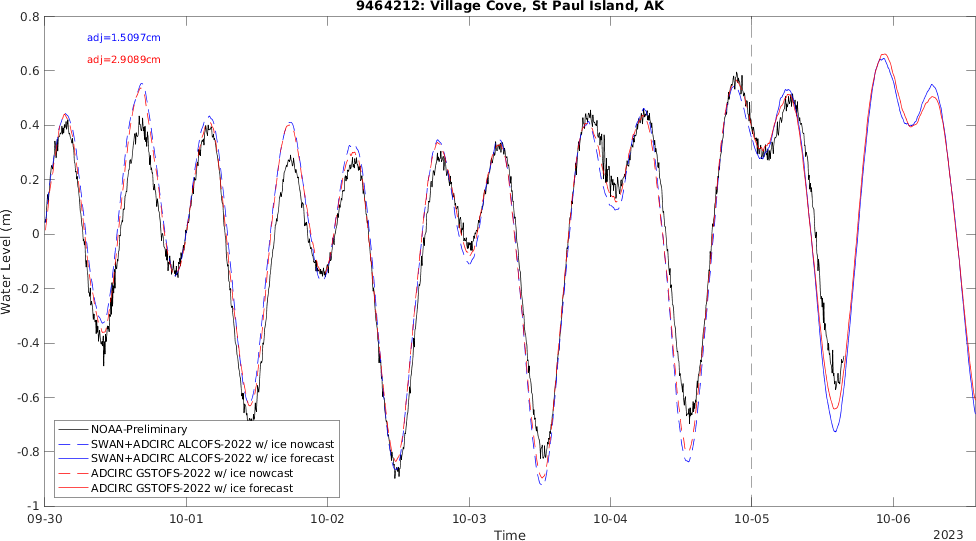 9464212: Village Cove, St Paul Island, AK
0.8
adj=1.5097cm
adj=2.9089cm
0.6
0.4
0.2
0
-0.2
-0.4
-0.6
-0.8
-1
Water Level (m)
NOAA-Preliminary
SWAN+ADCIRC ALCOFS-2022 w/ ice nowcast
SWAN+ADCIRC ALCOFS-2022 w/ ice forecast
ADCIRC GSTOFS-2022 w/ ice nowcast
ADCIRC GSTOFS-2022 w/ ice forecast
09-30 10-01 10-02 10-03 10-04 10-05 10-06
Time
2023